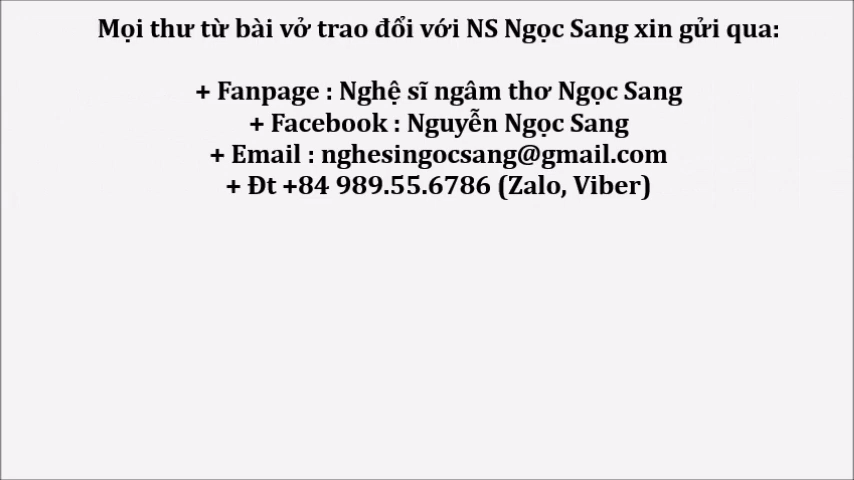 Mọi thư từ bài vở trao đổi với NS Ngọc Sang xin gửi qua:
+ Fanpage : Nghệ sĩ ngâm thơ Ngọc Sang
+ Facebook : Nguyễn Ngọc Sang
+ Email : nghesingocsang@gmail.com
+ Đt +84 989.55.6786 (Zalo, Viber)